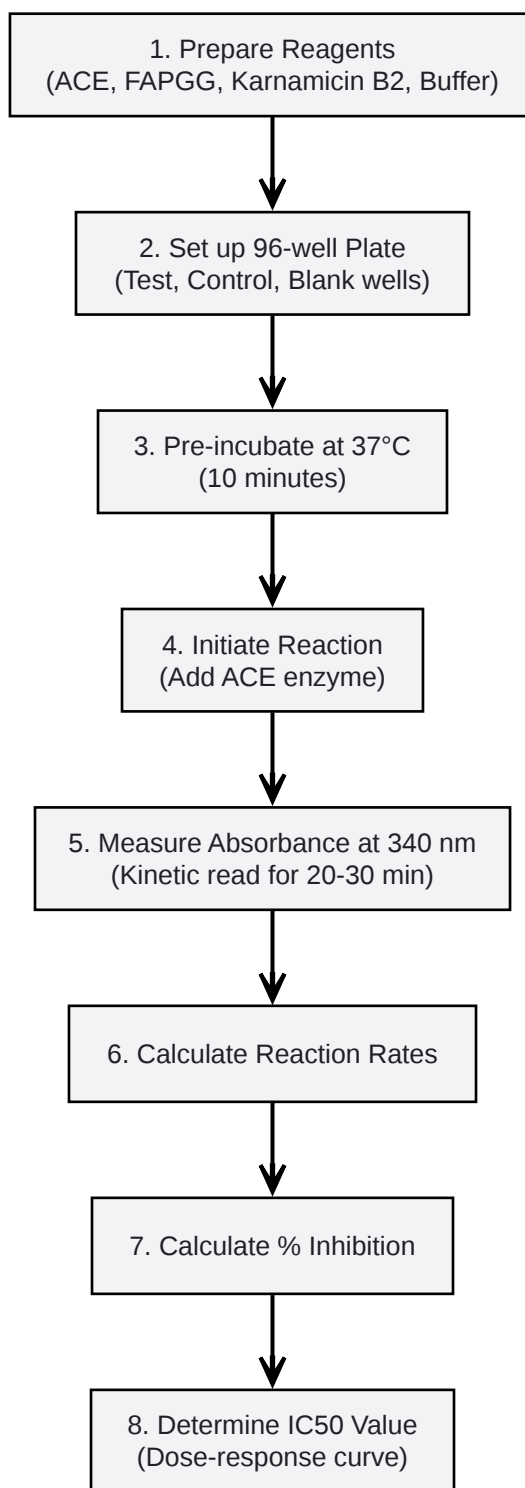 1. Prepare Reagents
(ACE, FAPGG, Karnamicin B2, Buffer)
2. Set up 96-well Plate
(Test, Control, Blank wells)
3. Pre-incubate at 37°C
(10 minutes)
4. Initiate Reaction
(Add ACE enzyme)
5. Measure Absorbance at 340 nm
(Kinetic read for 20-30 min)
6. Calculate Reaction Rates
7. Calculate % Inhibition
8. Determine IC50 Value
(Dose-response curve)